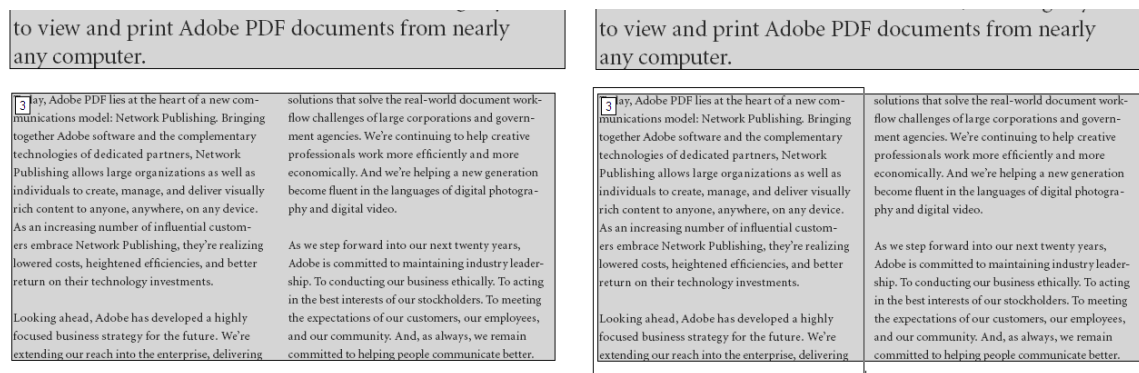 to view and print Adobe PDF documents from nearly
any computer.
3
lay, Adobe PDF lies at the heart of a new com-
munications model: Network Publishing. Bringing
together Adobe software and the complementary
technologies of dedicated partners, Network
Publishing allows large organizations as well as
individuals to create, manage, and deliver visually
rich content to anyone, anywhere, on any device.
As an increasing number of influential custom-
ers embrace Network Publishing, they're realizing
lowered costs, heightened efficiencies, and better
return on their technology investments.
Looking ahead, Adobe has developed a highly
focused business strategy for the future. We're
extending our reach into the enterprise, delivering
solutions that solve the real-world document work-
flow challenges of large corporations and govern-
ment agencies. We're continuing to help creative
professionals work more efficiently and more
economically. And we're helping a new generation
become fluent in the languages of digital photogra-
phy and digital video.
As we step forward into our next twenty years,
Adobe is committed to maintaining industry leader-
ship. To conducting our business ethically. To acting
in the best interests of our stockholders. To meeting
the expectations of our customers, our employees,
and our community. And, as always, we remain
committed to helping people communicate better.
to view and print Adobe PDF documents from nearly
any computer.
3
lay, Adobe PDF lies at the heart of a new com-
munications model: Network Publishing. Bringing
together Adobe software and the complementary
technologies of dedicated partners, Network
Publishing allows large organizations as well as
individuals to create, manage, and deliver visually
rich content to anyone, anywhere, on any device.
As an increasing number of influential custom-
ers embrace Network Publishing, they're realizing
lowered costs, heightened efficiencies, and better
return on their technology investments.
Looking ahead, Adobe has developed a highly
focused business strategy for the future. We're
extending our reach into the enterprise, delivering
solutions that solve the real-world document work-
flow challenges of large corporations and govern-
ment agencies. We're continuing to help creative
professionals work more efficiently and more
economically. And we're helping a new generation
become fluent in the languages of digital photogra-
phy and digital video.
As we step forward into our next twenty years,
Adobe is committed to maintaining industry leader-
ship. To conducting our business ethically. To acting
in the best interests of our stockholders. To meeting
the expectations of our customers, our employees,
and our community. And, as always, we remain
committed to helping people communicate better.